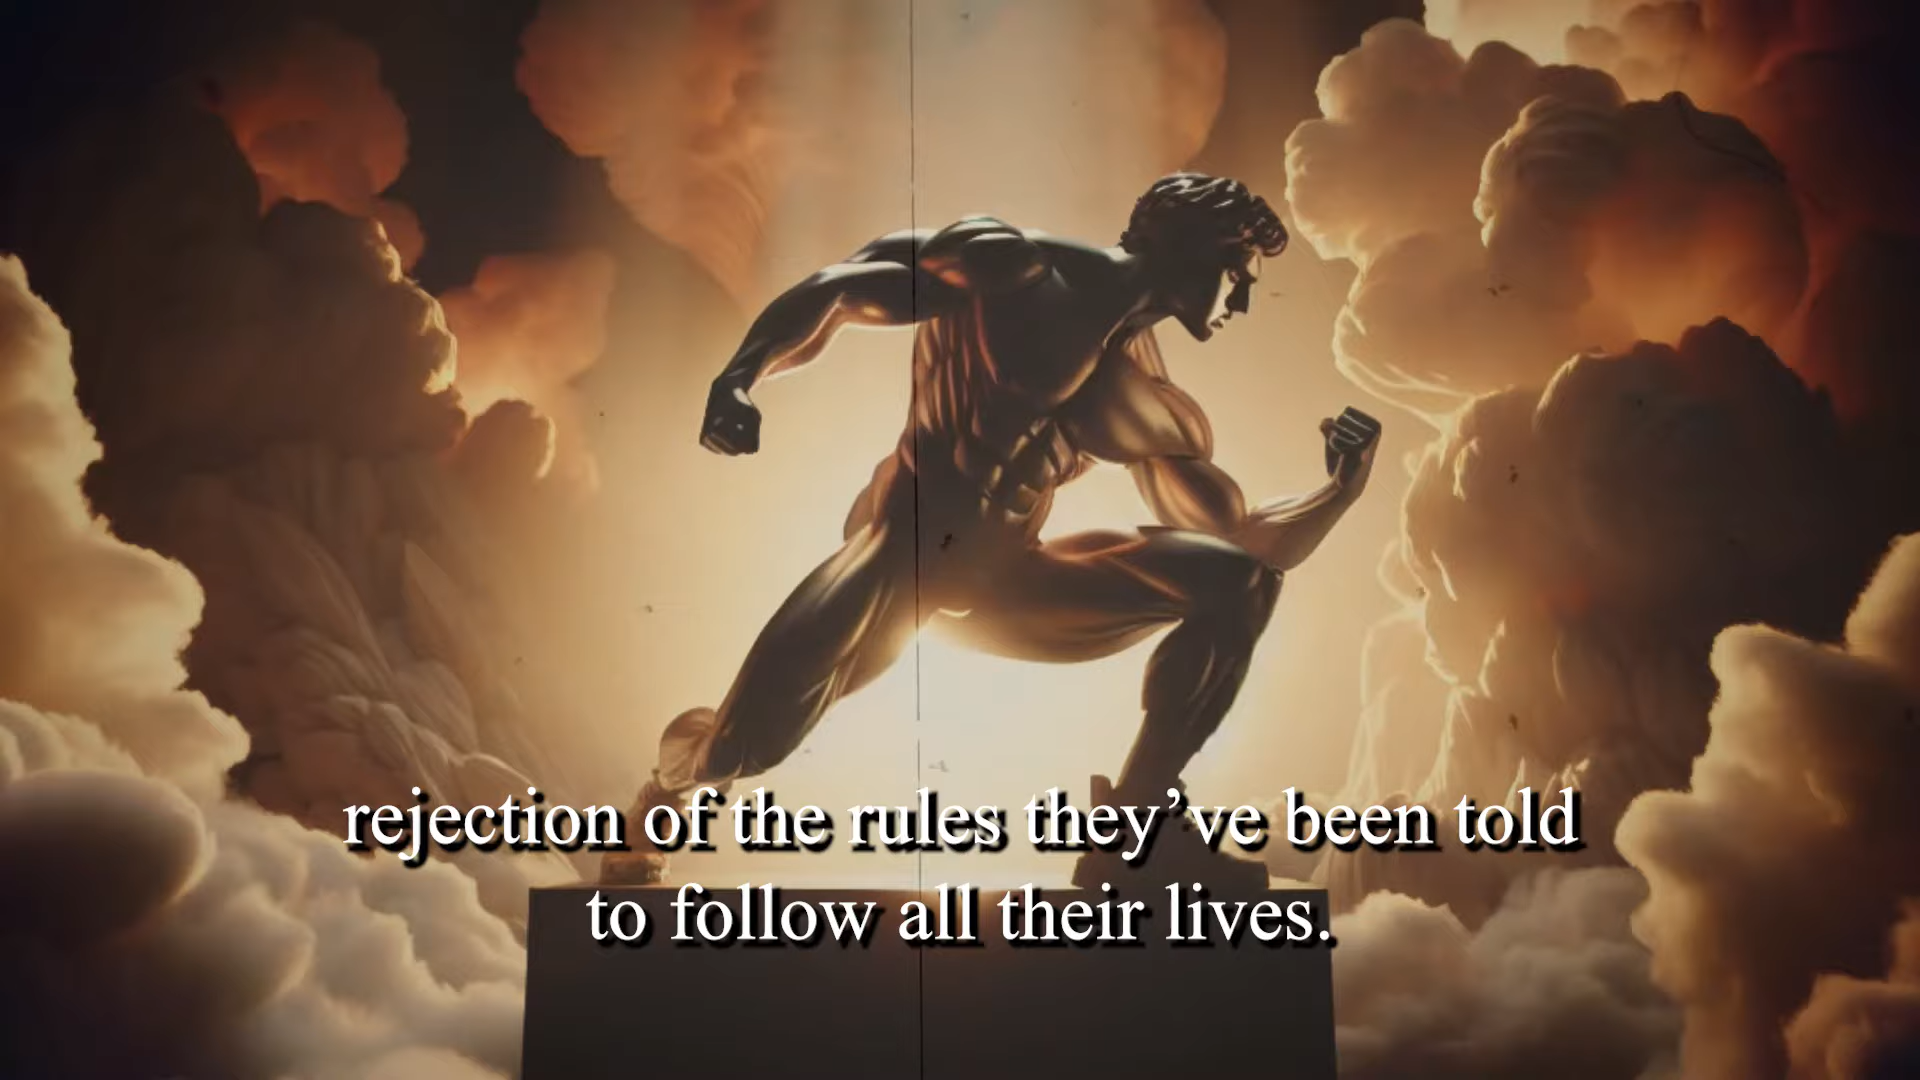 rejection of the rules they’ve been told
to follow all their lives.